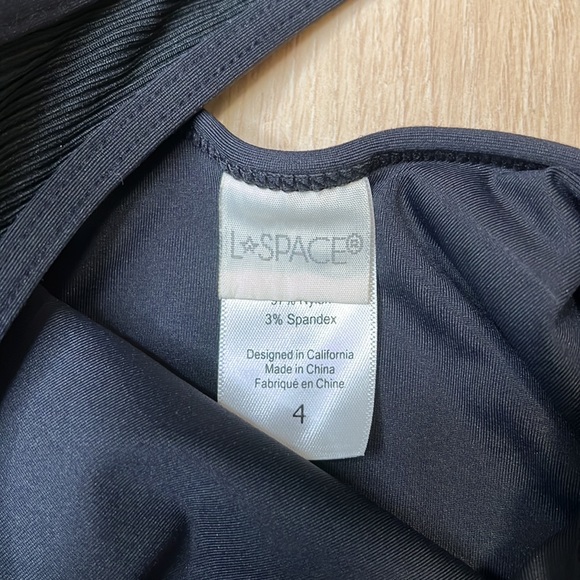 L★SPACE®
3% Spandex
Designed in California
Made in China
Fabriqué en Chine
4